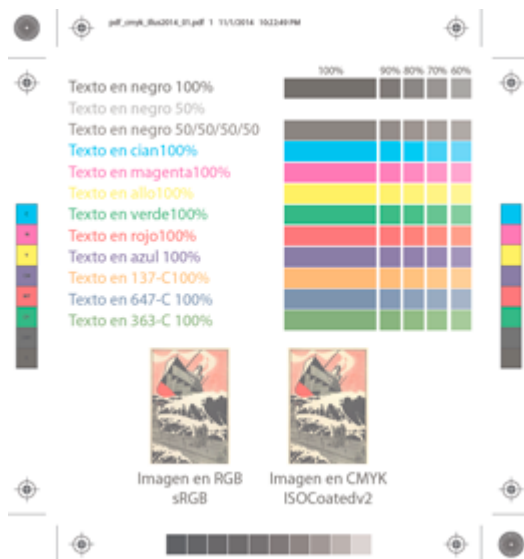 pdf_cmyk_illus2014_01.pdf 1 11/1/2014 10:22:49 PM
100% 90% 80% 70% 60%
Texto en negro 100%
Texto en negro 50%
Texto en negro 50/50/50/50
Texto en cian100%
Texto en magenta100%
Texto en allo100%
Texto en verde100%
Texto en rojo100%
Texto en azul 100%
Texto en 137-C100%
Texto en 647-C 100%
Texto en 363-C 100%
Imagen en RGB
sRGB
Imagen en CMYK
ISOCoatedv2